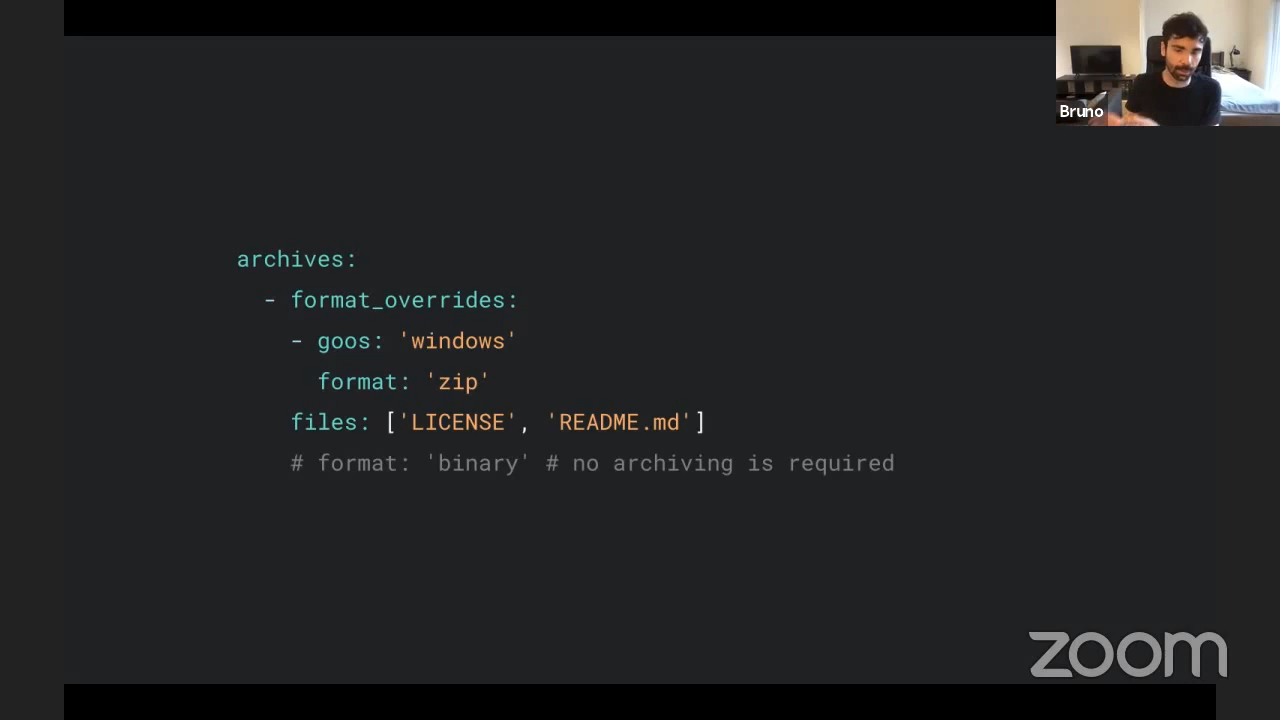 Bruno
archives:
- format_overrides:
- goos: 'windows'
format: 'zip'
files: ['LICENSE', 'README.md']
# format: 'binary' # no archiving is required
zoom